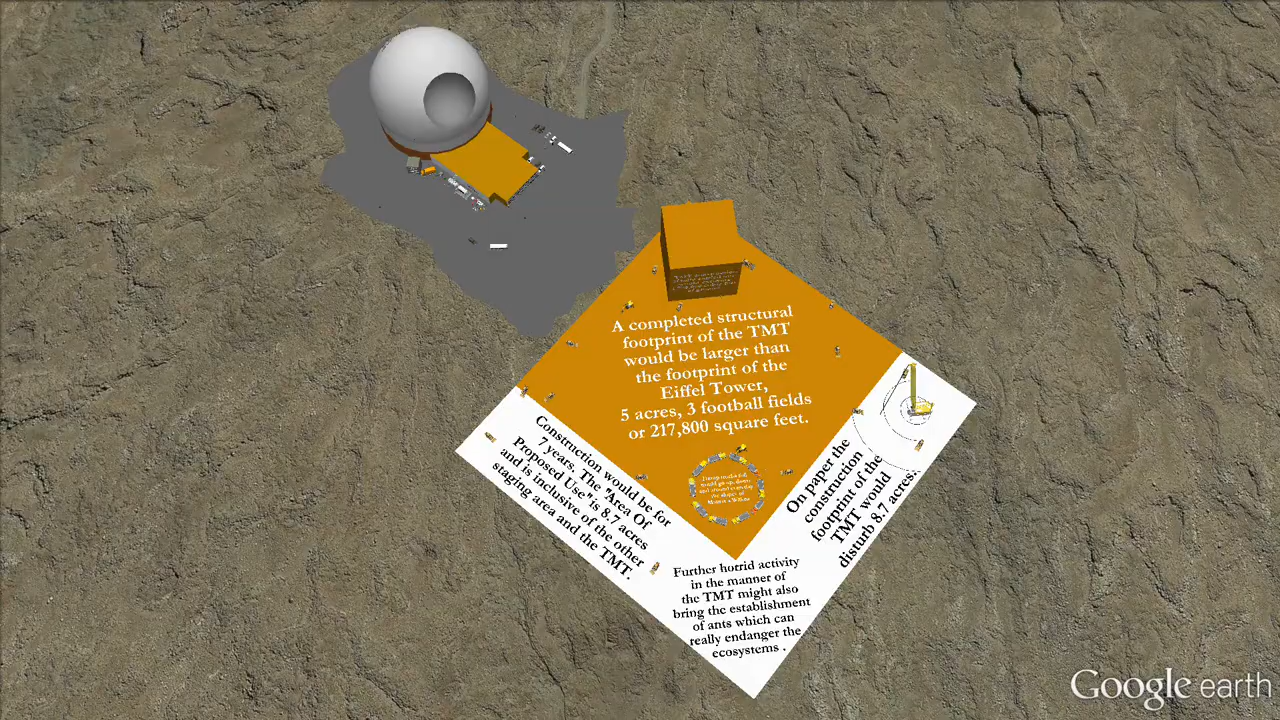 A completed structural
footprint of the TMT
would be larger than
the footprint of the
Eiffel Tower,
5 acres, 3 football fields
or 217,800 square feet.
Construction would be for
7 years. The "Area Of
Proposed Use" is 8.7 acres
and is inclusive of the other
staging area and the TMT.
On paper the
construction
footprint of the
TMT would
disturb 8.7 acres.
Further horrid activity
in the manner of
the TMT might also
bring the establishment
of ants which can
really endanger the
ecosystems .
Google earth